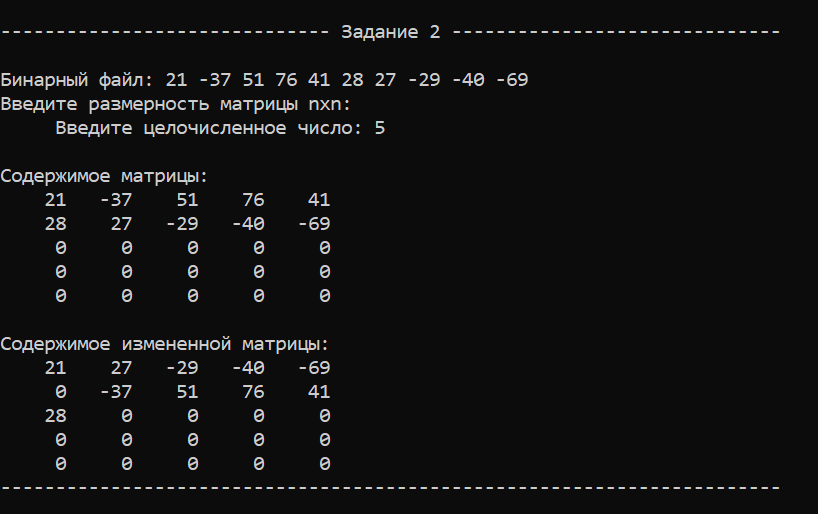 ------------------------------ Задание 2 ------------------------------
Бинарный файл: 21 -37 51 76 41 28 27 -29 -40 -69
Введите размерность матрицы nxn:
     Введите целочисленное число: 5
Содержимое матрицы:
    21   -37    51    76    41
    28    27   -29   -40   -69
     0     0     0     0     0
     0     0     0     0     0
     0     0     0     0     0
Содержимое измененной матрицы:
    21    27   -29   -40   -69
     0   -37    51    76    41
    28     0     0     0     0
     0     0     0     0     0
     0     0     0     0     0
-----------------------------------------------------------------------